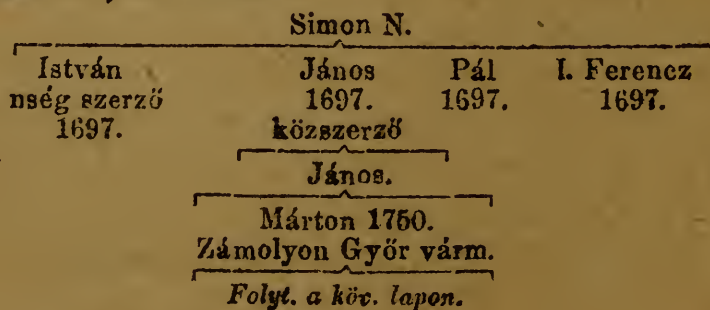 Simon N.
István János Pál I. Ferencz
nség szerző 1697. 1697. 1697.
1697. közszerző
János.
Márton 1750.
Zámolyon Győr várm.
Folyt. a köv. lapon.